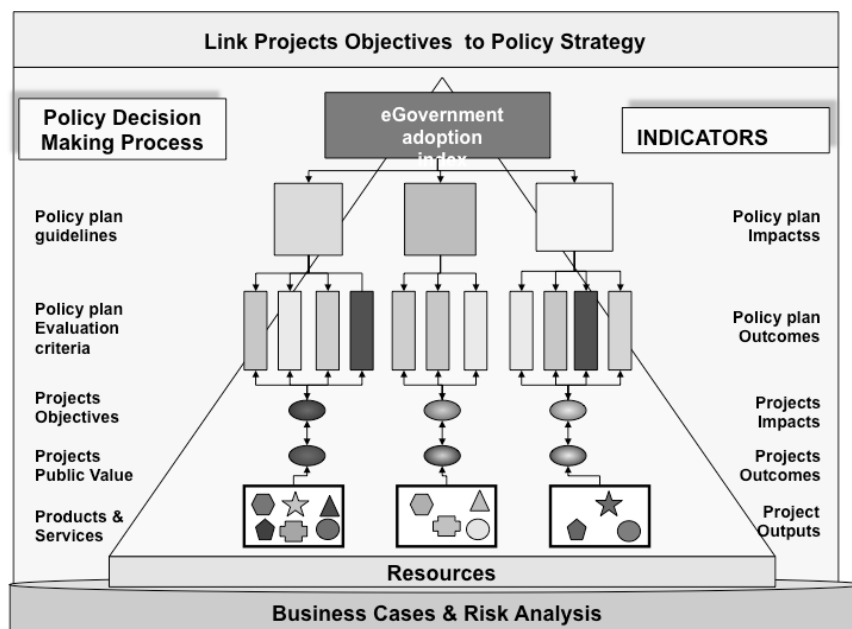 Link Projects Objectives to Policy Strategy
Policy Decision
Making Process
eGovernment
adoption
index
INDICATORS
Policy plan
guidelines
Policy plan
Impactss
Policy plan
Evaluation
criteria
Policy plan
Outcomes
Projects
Objectives
Projects
Impacts
Projects
Public Value
Projects
Outcomes
Products &
Services
Project
Outputs
Resources
Business Cases & Risk Analysis